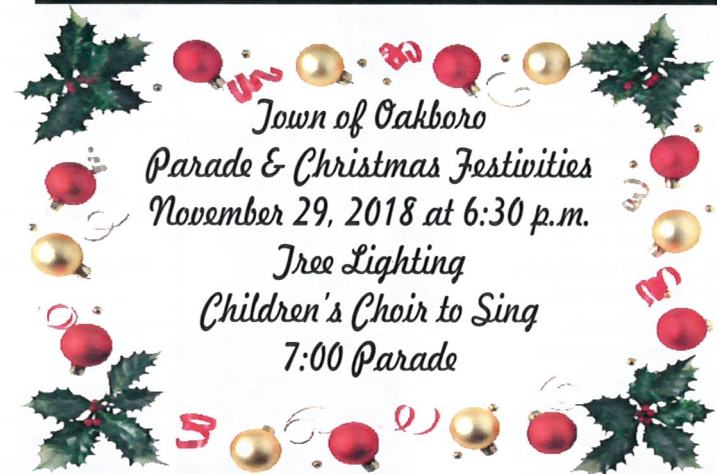 Town of Oakboro
Parade & Christmas Festivities
November 29, 2018 at 6:30 p.m.
Tree Lighting
Children's Choir to Sing
7:00 Parade